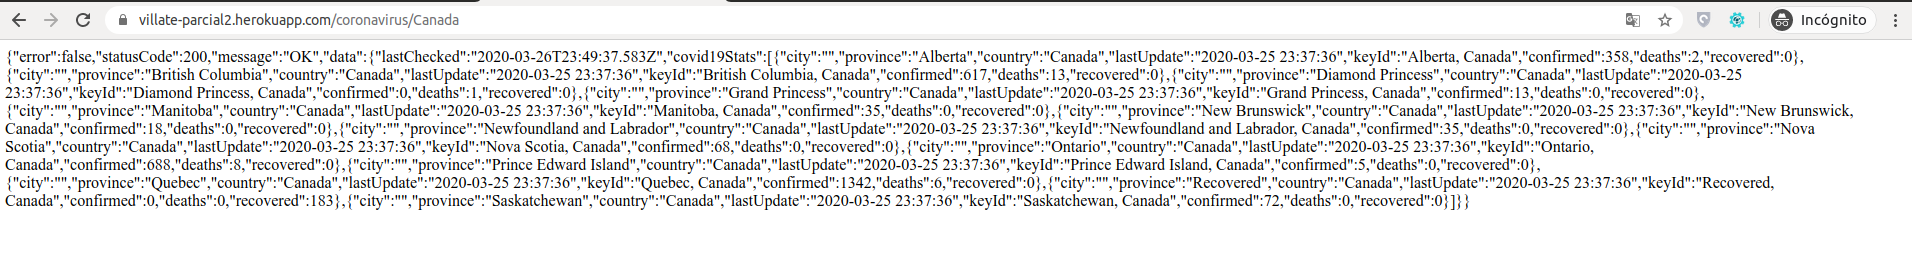 villate-parcial2.herokuapp.com/coronavirus/Canada
Incógnito
{"error":false,"statusCode":200,"message":"OK","data":{"lastChecked":"2020-03-26T23:49:37.583Z","covid19Stats":[{"city":"","province":"Alberta","country":"Canada","lastUpdate":"2020-03-25 23:37:36","keyId":"Alberta, Canada","confirmed":358,"deaths":2,"recovered":0},
{"city":"","province":"British Columbia","country":"Canada","lastUpdate":"2020-03-25 23:37:36","keyId":"British Columbia, Canada","confirmed":617,"deaths":13,"recovered":0},{"city":"","province":"Diamond Princess","country":"Canada","lastUpdate":"2020-03-25
23:37:36","keyId":"Diamond Princess, Canada","confirmed":0,"deaths":1,"recovered":0},{"city":"","province":"Grand Princess","country":"Canada","lastUpdate":"2020-03-25 23:37:36","keyId":"Grand Princess, Canada","confirmed":13,"deaths":0,"recovered":0},
{"city":"","province":"Manitoba","country":"Canada","lastUpdate":"2020-03-25 23:37:36","keyId":"Manitoba, Canada","confirmed":35,"deaths":0,"recovered":0},{"city":"","province":"New Brunswick","country":"Canada","lastUpdate":"2020-03-25 23:37:36","keyId":"New Brunswick,
Canada","confirmed":18,"deaths":0,"recovered":0},{"city":"","province":"Newfoundland and Labrador","country":"Canada","lastUpdate":"2020-03-25 23:37:36","keyId":"Newfoundland and Labrador, Canada","confirmed":35,"deaths":0,"recovered":0},{"city":"","province":"Nova
Scotia","country":"Canada","lastUpdate":"2020-03-25 23:37:36","keyId":"Nova Scotia, Canada","confirmed":68,"deaths":0,"recovered":0},{"city":"","province":"Ontario","country":"Canada","lastUpdate":"2020-03-25 23:37:36","keyId":"Ontario,
Canada","confirmed":688,"deaths":8,"recovered":0},{"city":"","province":"Prince Edward Island","country":"Canada","lastUpdate":"2020-03-25 23:37:36","keyId":"Prince Edward Island, Canada","confirmed":5,"deaths":0,"recovered":0},
{"city":"","province":"Quebec","country":"Canada","lastUpdate":"2020-03-25 23:37:36","keyId":"Quebec, Canada","confirmed":1342,"deaths":6,"recovered":0},{"city":"","province":"Recovered","country":"Canada","lastUpdate":"2020-03-25 23:37:36","keyId":"Recovered,
Canada","confirmed":0,"deaths":0,"recovered":183},{"city":"","province":"Saskatchewan","country":"Canada","lastUpdate":"2020-03-25 23:37:36","keyId":"Saskatchewan, Canada","confirmed":72,"deaths":0,"recovered":0}]}}